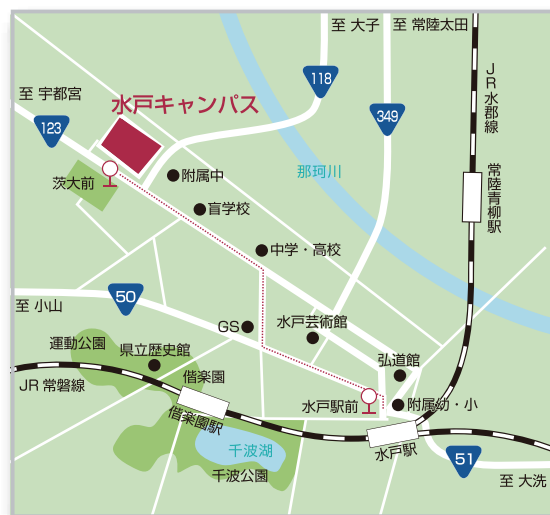 至 大子
至 常陸太田
118
349
JR水郡線
至 宇都宮
水戸キャンパス
123
附属中
那珂川
常陸青柳駅
茨大前
盲学校
中学・高校
50
至 小山
GS
水戸芸術館
運動公園
県立歴史館
弘道館
偕楽園
JR常磐線
水戸駅前
附属幼・小
偕楽園駅
千波湖
水戸駅
51
千波公園
至 大洗